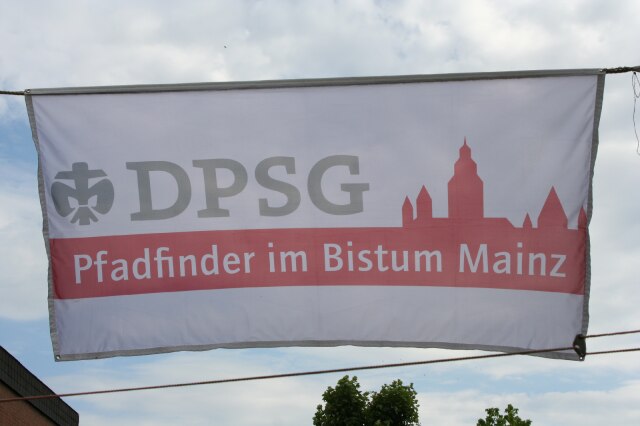 DPSG
Pfadfinder im Bistum Mainz